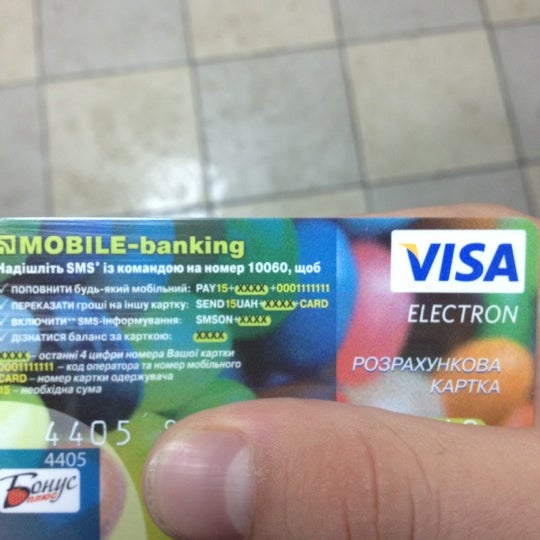 MOBILE-banking
Надішліть SMS* із командою на номер 10060, щоб
✓ ПОПОВНИТИ будь-який мобільний: PAY15+XXXX+0001111111
✓ ПЕРЕКАЗАТИ гроші на іншу картку: SEND15UAH+XXXX+CARD
✓ ВКЛЮЧИТИ** SMS-інформування: SMSON+XXXX
✓ ДІЗНАТИСЯ баланс за карткою: XXXX
XXXX – останні 4 цифри номера Вашої картки
0001111111 – код оператора та номер мобільного
CARD – номер картки одержувача
15 – необхідна сума
VISA
ELECTRON
РОЗРАХУНКОВА
КАРТКА
4405
4405
Бонус
плюс